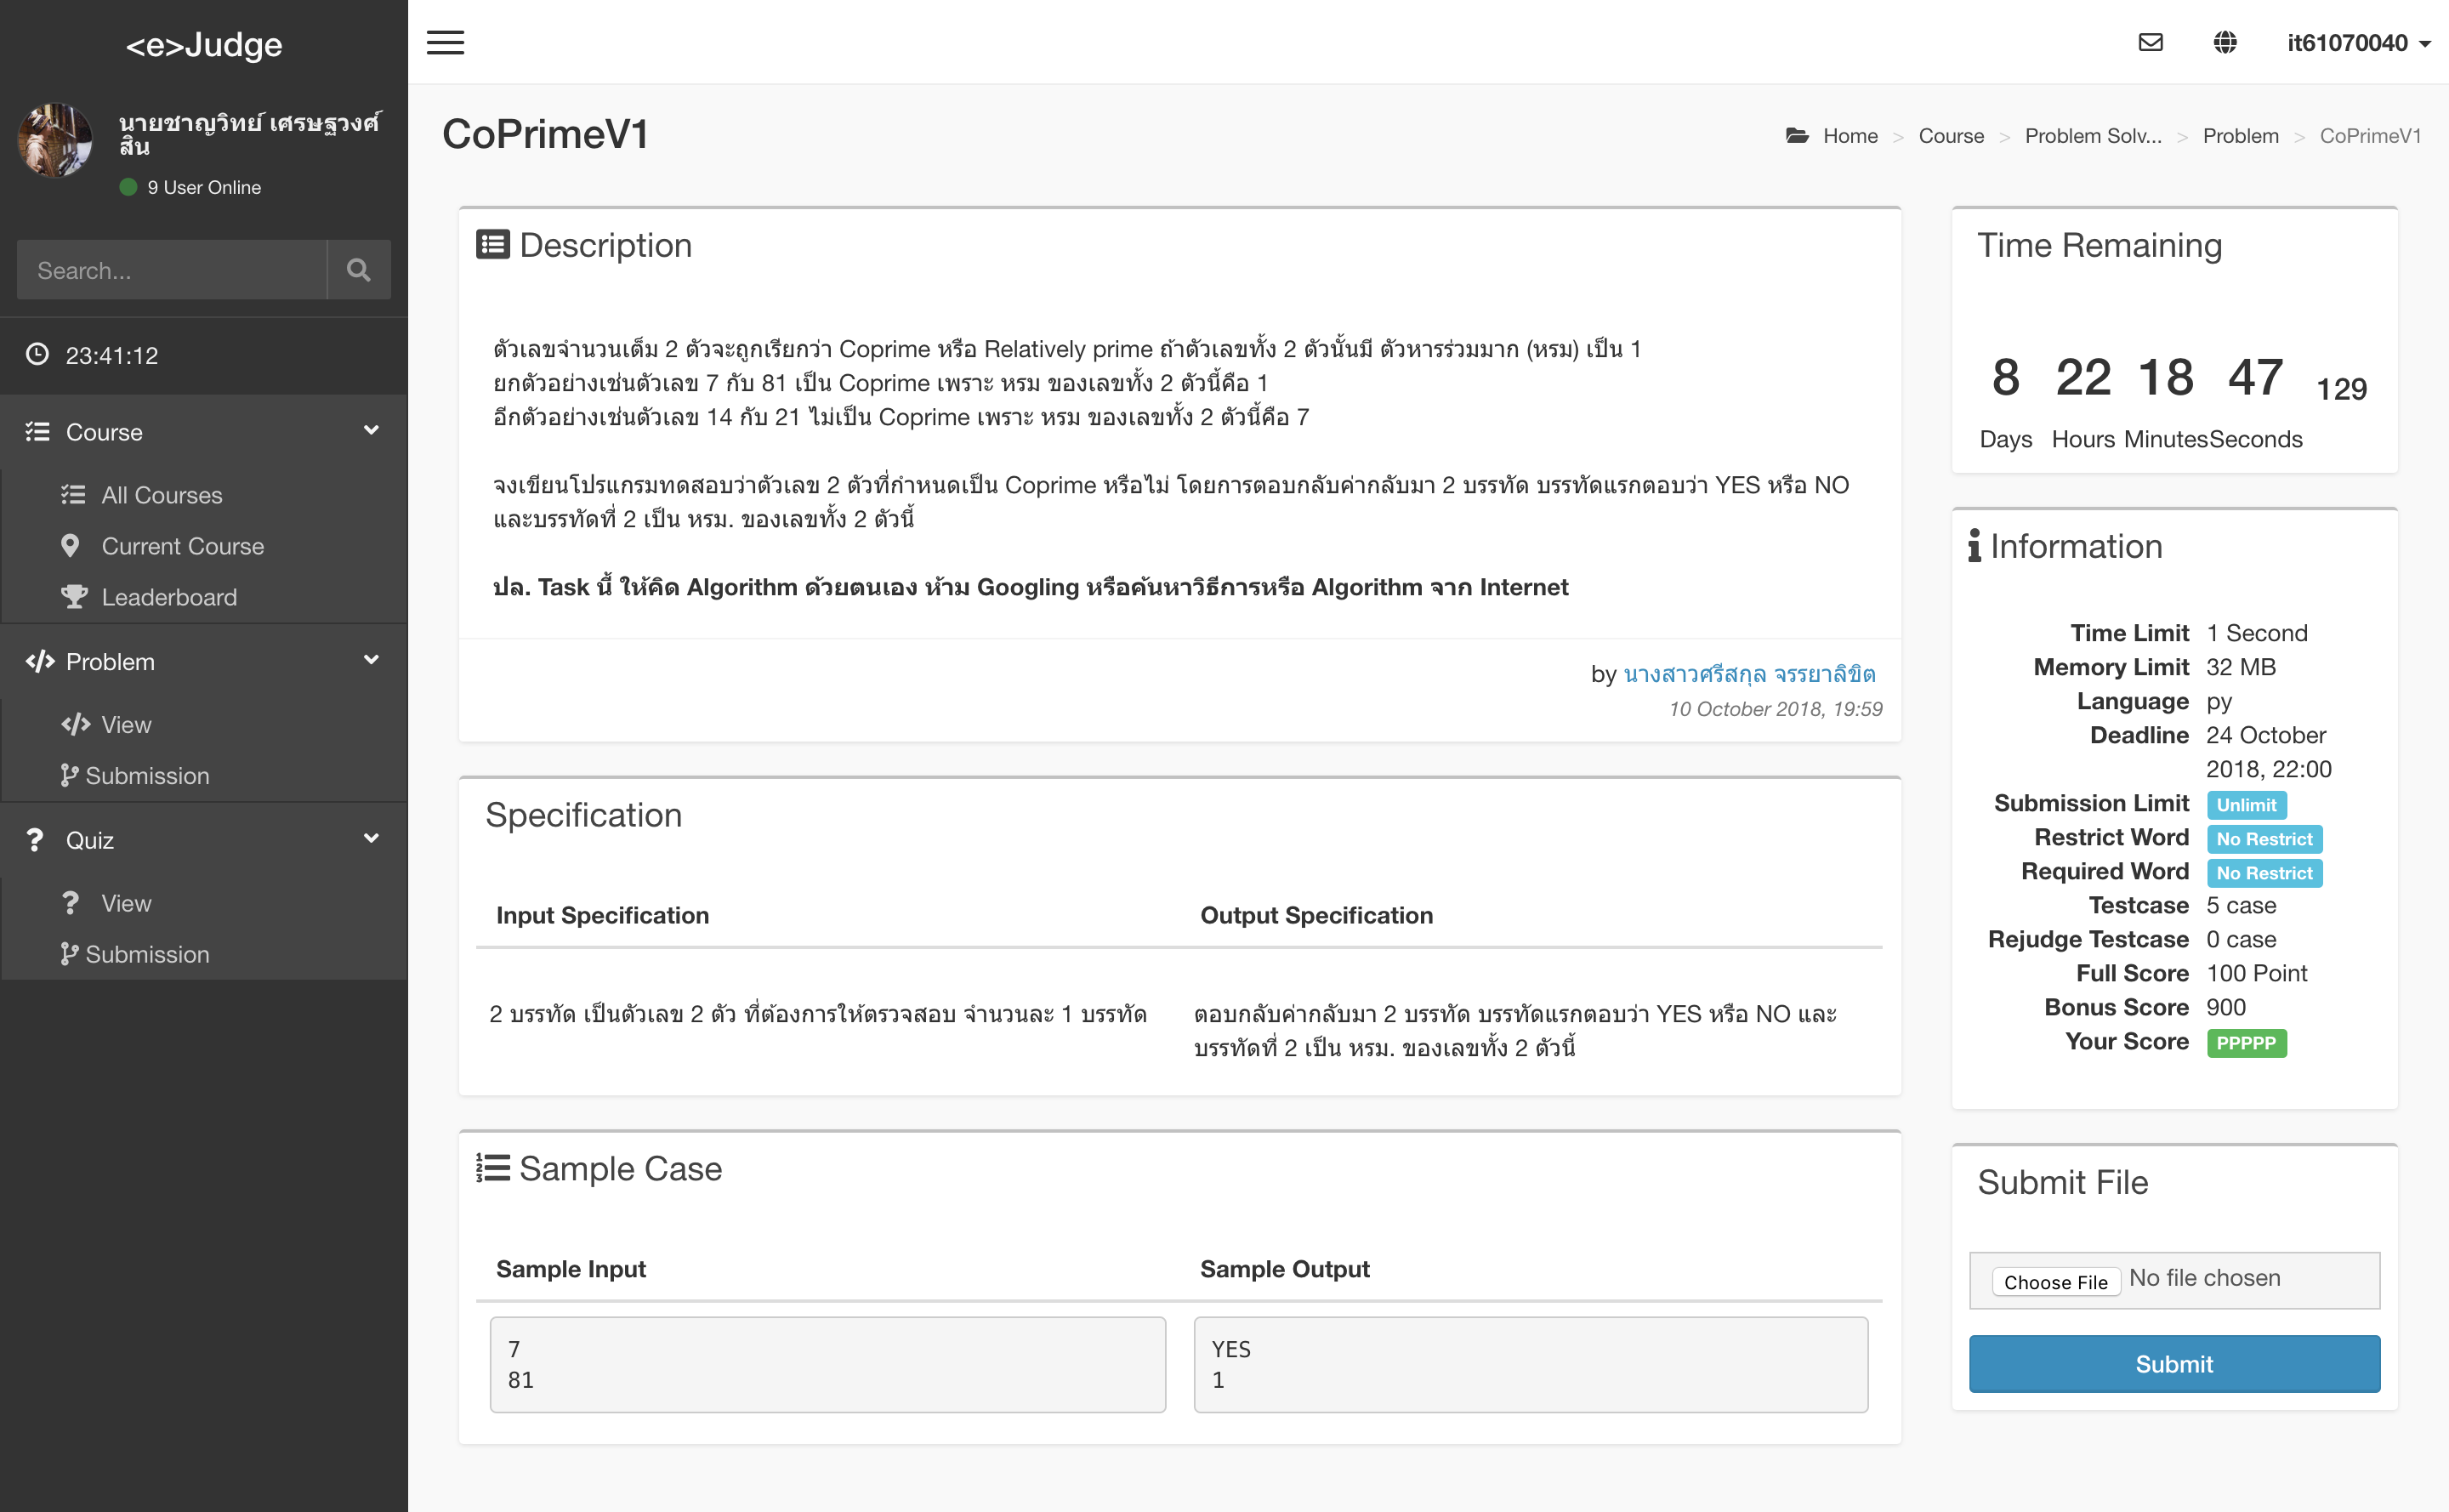 <e>Judge
นายชาญวิทย์ เศรษฐวงศ์
สิน
9 User Online
Search...
23:41:12
Course
All Courses
Current Course
Leaderboard
Problem
View
Submission
Quiz
View
Submission
it61070040
CoPrimeV1
Home > Course > Problem Solv... > Problem > CoPrimeV1
Description
ตัวเลขจำนวนเต็ม 2 ตัวจะถูกเรียกว่า Coprime หรือ Relatively prime ถ้าตัวเลขทั้ง 2 ตัวนั้นมี ตัวหารร่วมมาก (หรม) เป็น 1
ยกตัวอย่างเช่นตัวเลข 7 กับ 81 เป็น Coprime เพราะ หรม ของเลขทั้ง 2 ตัวนี้คือ 1
อีกตัวอย่างเช่นตัวเลข 14 กับ 21 ไม่เป็น Coprime เพราะ หรม ของเลขทั้ง 2 ตัวนี้คือ 7
จงเขียนโปรแกรมทดสอบว่าตัวเลข 2 ตัวที่กำหนดเป็น Coprime หรือไม่ โดยการตอบกลับค่ากลับมา 2 บรรทัด บรรทัดแรกตอบว่า YES หรือ NO
และบรรทัดที่ 2 เป็น หรม. ของเลขทั้ง 2 ตัวนี้
ปล. Task นี้ ให้คิด Algorithm ด้วยตนเอง ห้าม Googling หรือค้นหาวิธีการหรือ Algorithm จาก Internet
by นางสาวศรีสกุล จรรยาลิขิต
10 October 2018, 19:59
Specification
Input Specification
Output Specification
2 บรรทัด เป็นตัวเลข 2 ตัว ที่ต้องการให้ตรวจสอบ จำนวนละ 1 บรรทัด
ตอบกลับค่ากลับมา 2 บรรทัด บรรทัดแรกตอบว่า YES หรือ NO และ
บรรทัดที่ 2 เป็น หรม. ของเลขทั้ง 2 ตัวนี้
Sample Case
Sample Input
Sample Output
7
81
YES
1
Time Remaining
8 22 18 47 129
Days Hours Minutes Seconds
Information
Time Limit 1 Second
Memory Limit 32 MB
Language py
Deadline 24 October
2018, 22:00
Submission Limit Unlimit
Restrict Word No Restrict
Required Word No Restrict
Testcase 5 case
Rejudge Testcase 0 case
Full Score 100 Point
Bonus Score 900
Your Score PPPPP
Submit File
Choose File No file chosen
Submit